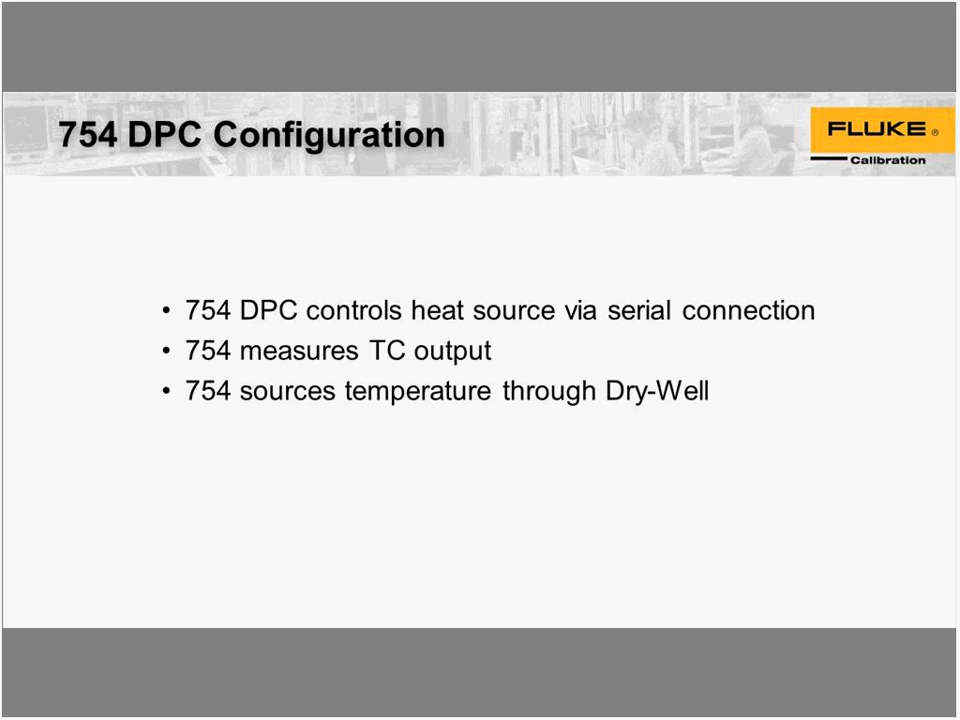 754 DPC Configuration
FLUKE ®
Calibration
• 754 DPC controls heat source via serial connection
• 754 measures TC output
• 754 sources temperature through Dry-Well